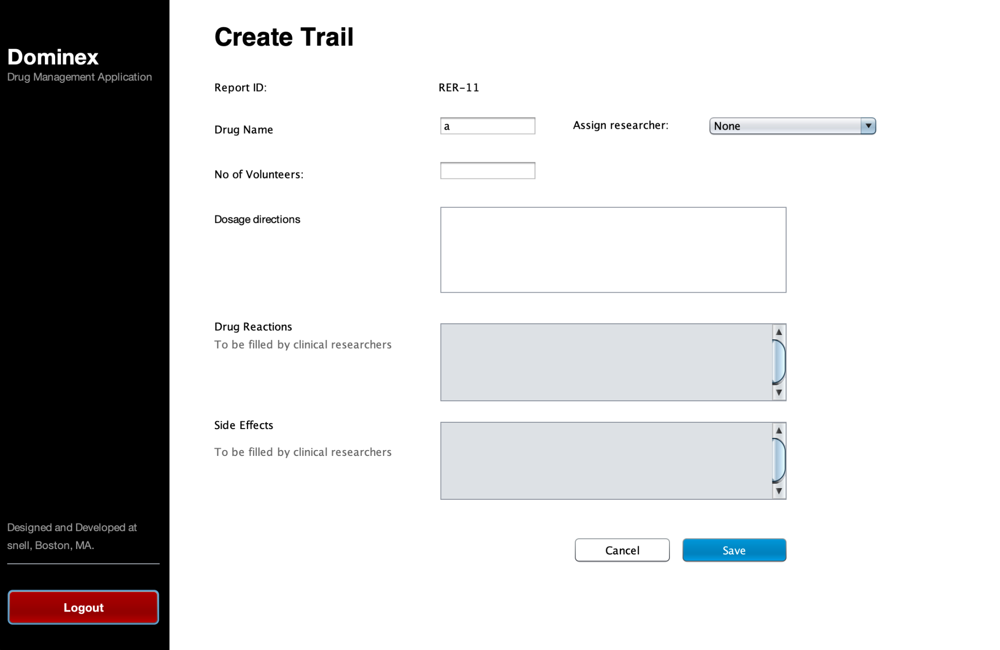 Dominex
Drug Management Application
Create Trail
Report ID: RER-11
Drug Name a Assign researcher: None
No of Volunteers:
Dosage directions
Drug Reactions
To be filled by clinical researchers
Side Effects
To be filled by clinical researchers
Cancel Save
Designed and Developed at
snell, Boston, MA.
Logout